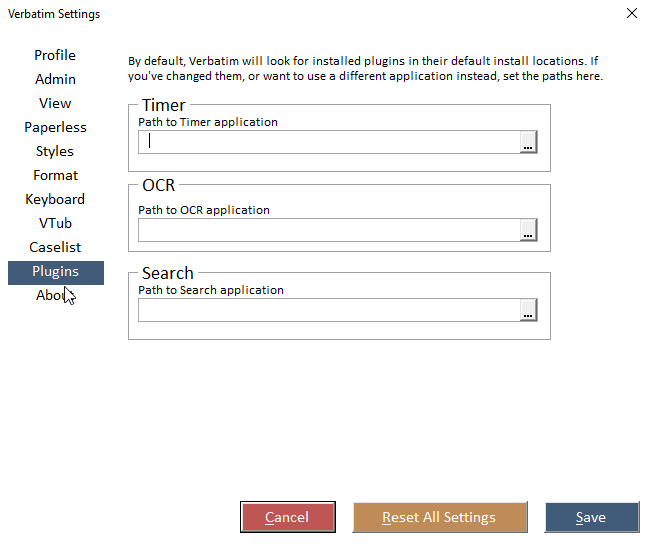 Verbatim Settings
Profile
Admin
View
Paperless
Styles
Format
Keyboard
VTub
Caselist
Plugins
About
By default, Verbatim will look for installed plugins in their default install locations. If
you've changed them, or want to use a different application instead, set the paths here.
Timer
Path to Timer application
...
OCR
Path to OCR application
...
Search
Path to Search application
...
Cancel
Reset All Settings
Save